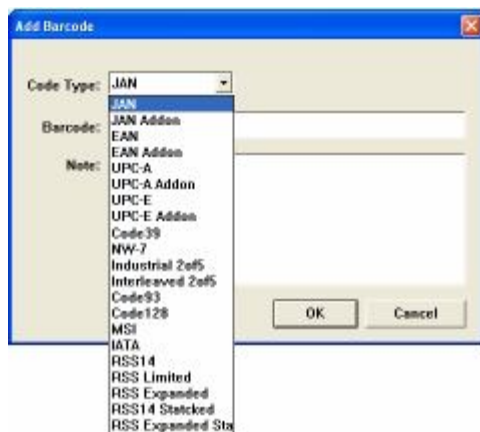 Add Barcode
Code Type: JAN
JAN
JAN Addon
Barcode:
EAN
EAN Addon
Note:
UPC-A
UPC-A Addon
UPC-E
UPC-E Addon
Code39
NW-7
Industrial 2of5
Interleaved 2of5
Code93
Code128
OK Cancel
MSI
IATA
RSS14
RSS Limited
RSS Expanded
RSS14 Statcked
RSS Expanded Sta